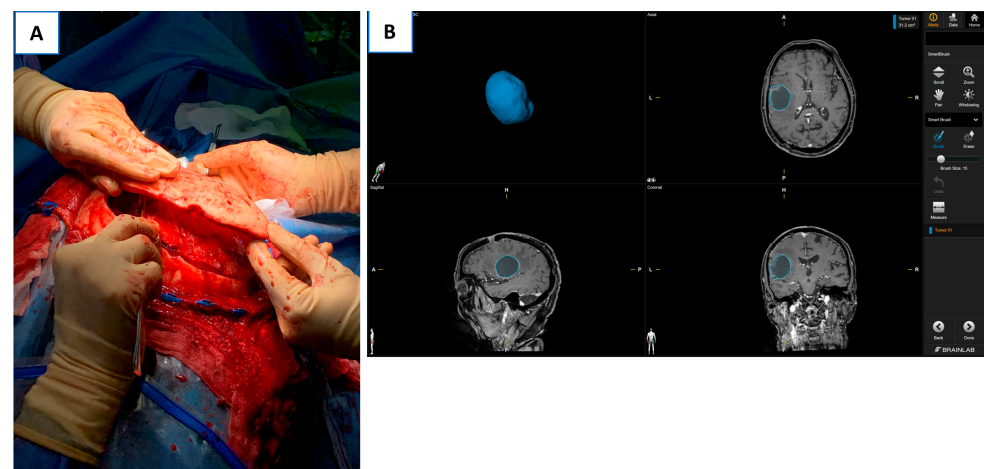 A
B
Axial
Tumor 01
31.2 cm³
Alerts
Data
Home
A
L
R
P
SmartBrush
Scroll
Zoom
Pan
Windowing
Smart Brush
Brush
Erase
Brush Size: 15
Undo
Measure
Tumor 01
Sagittal
H
A
P
Coronal
H
L
R
Back
Done
BRAINLAB